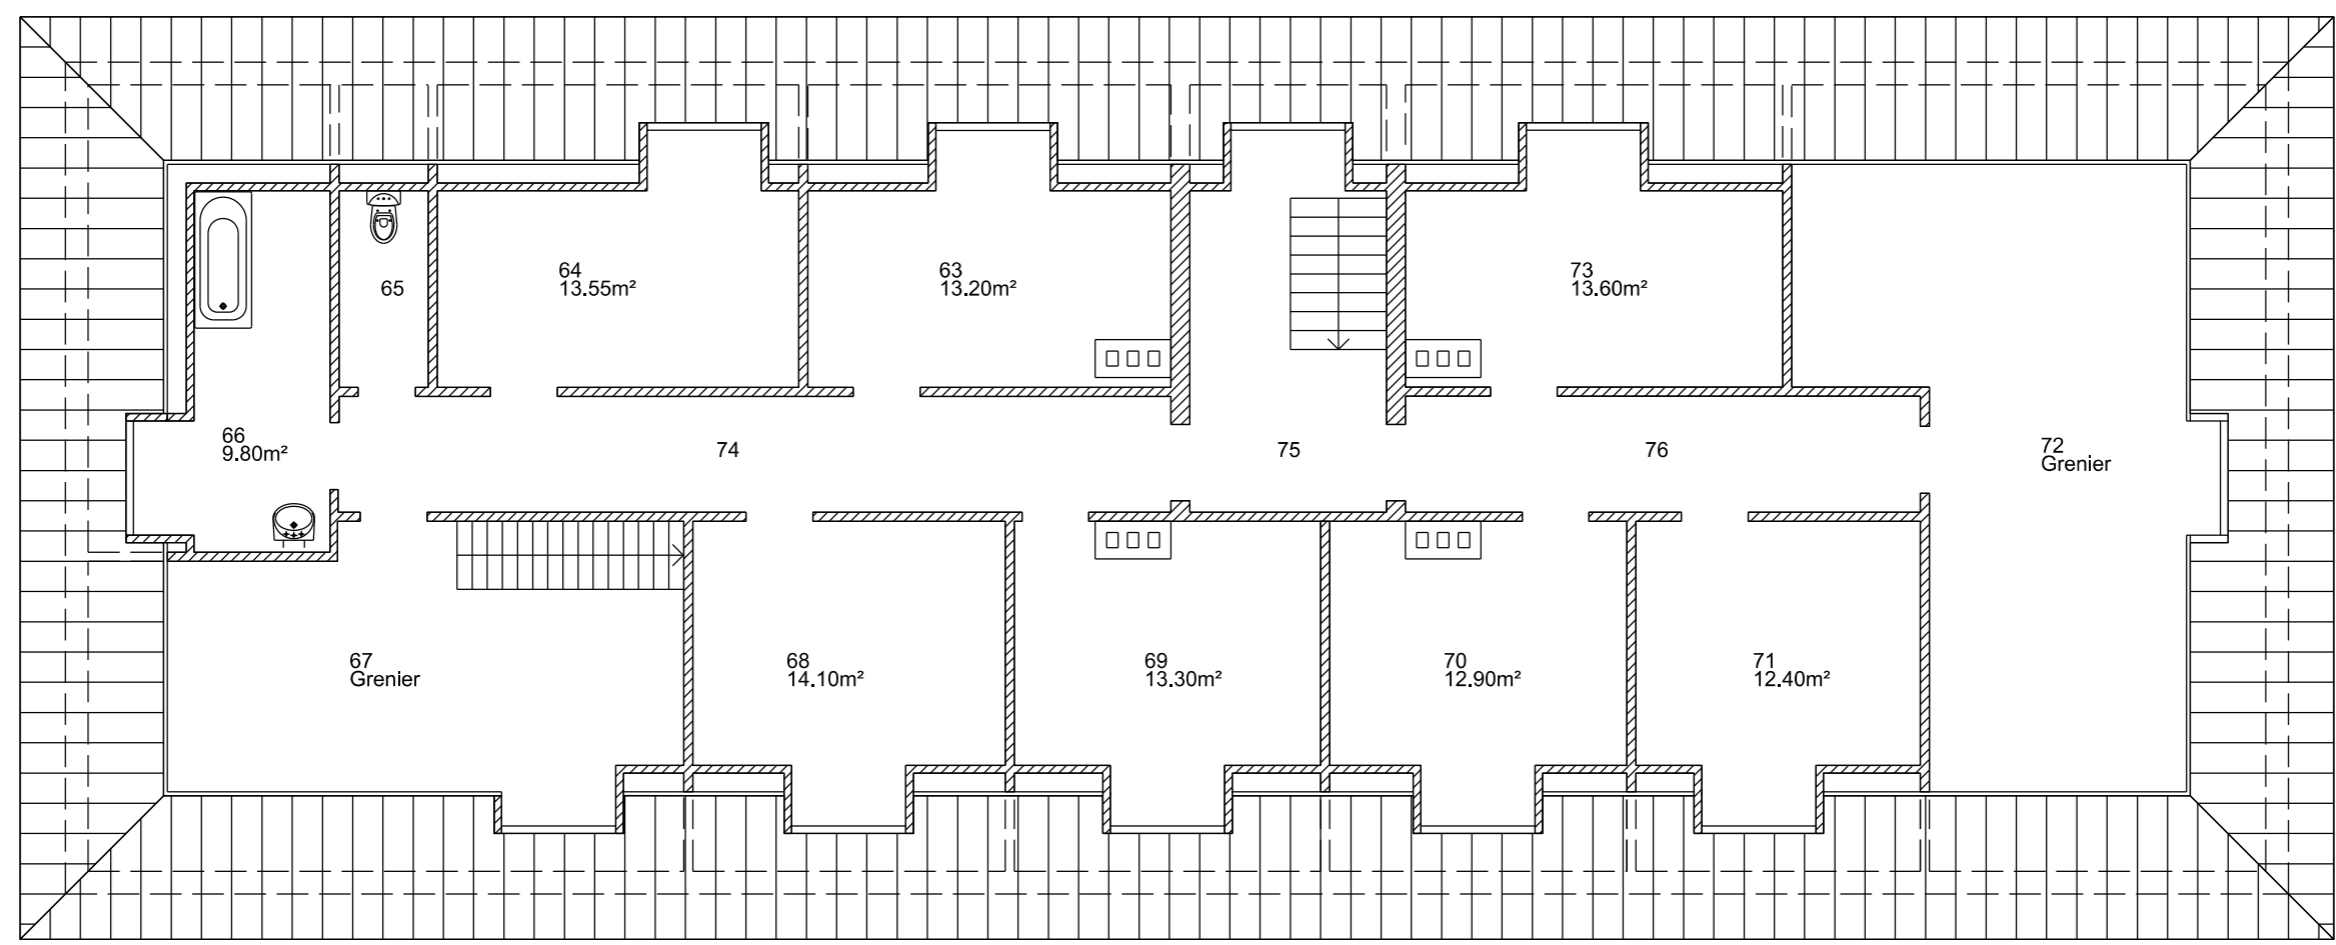 64
13.55m²
63
13.20m²
73
13.60m²
65
66
9.80m²
74
75
76
72
Grenier
67
Grenier
68
14.10m²
69
13.30m²
70
12.90m²
71
12.40m²